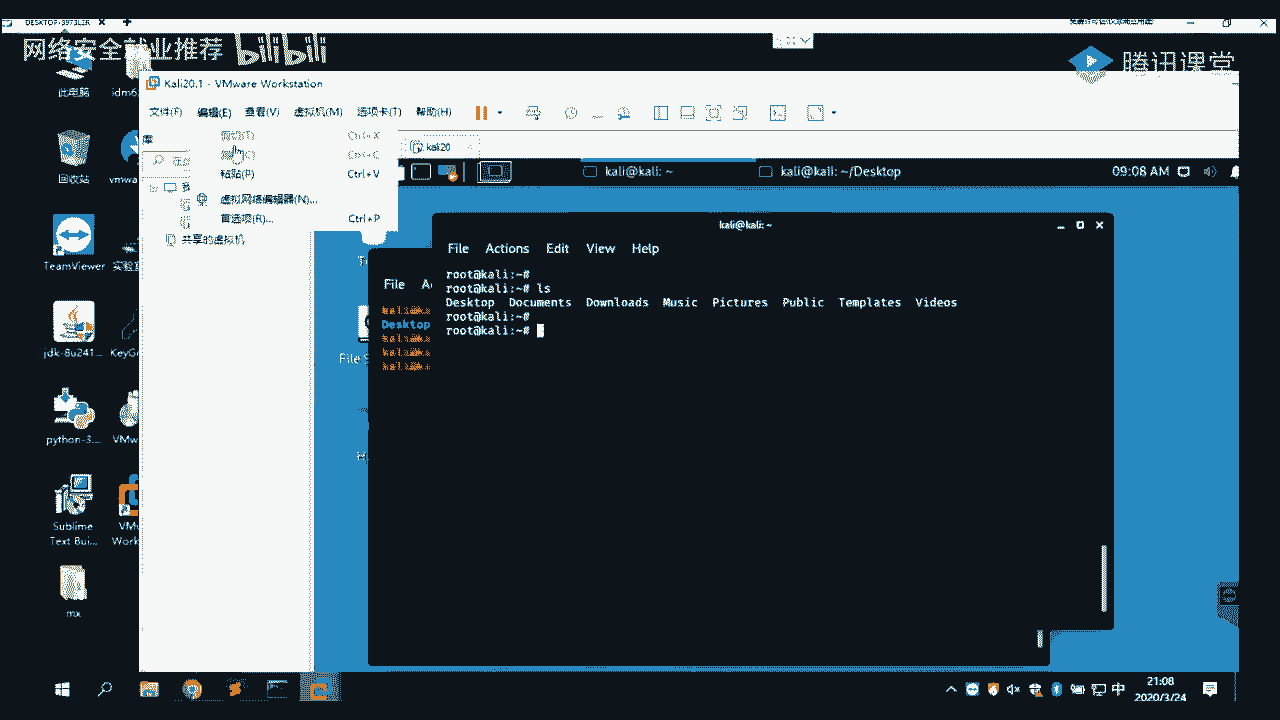 DESKTOP-3973LER
网络安全就业推荐 bilibili
腾讯课堂
此电脑
idm6.
回收站
vmwa
TeamViewer
实验
jdk-8u241...
KeyG
python-3....
VMw
Sublime
Text Bui...
VMw
Work
mx
Kali20.1 - VMware Workstation
文件(F) 编辑(E) 查看(V) 虚拟机(M) 选项卡(T) 帮助(H)
库
剪切(T) Ctrl+X
Ctrl+C
粘贴(P) Ctrl+V
虚拟网络编辑器(N)...
首选项(R)... Ctrl+P
共享的虚拟机
kali20
kali@kali: ~
kali@kali: ~/Desktop
09:08 AM
File
Desktop
File S
kali@kali: ~
File Actions Edit View Help
root@kali:~#
root@kali:~# ls
Desktop Documents Downloads Music Pictures Public Templates Videos
root@kali:~#
root@kali:~#
中
21:08
2020/3/24